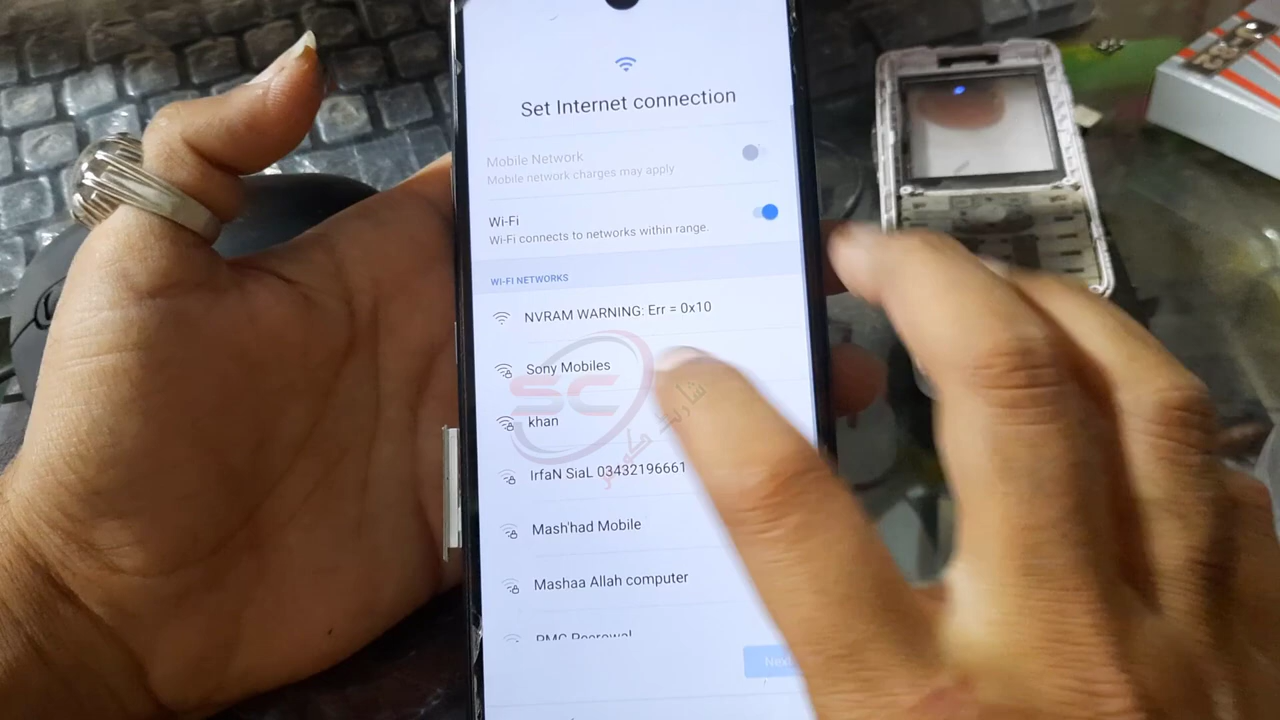 Set Internet connection
Mobile Network
Mobile network charges may apply
Wi-Fi
Wi-Fi connects to networks within range.
WI-FI NETWORKS
NVRAM WARNING: Err = 0x10
Sony Mobiles
SC
khan
IrfaN SiaL 03432196661
Mash'had Mobile
Mashaa Allah computer
Next